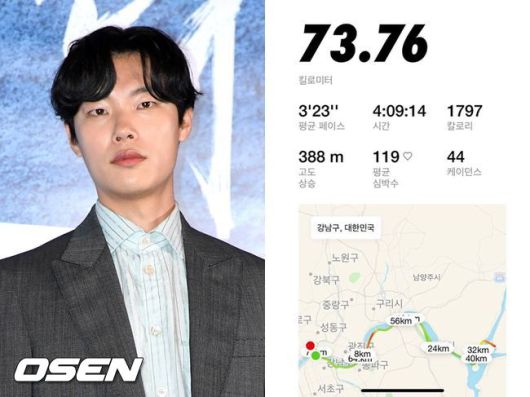 OSEN
73.76
킬로미터
3'23'' 4:09:14 1797
평균 페이스 시간 칼로리
388 m 119 44
고도 상승 평균 심박수 케이던스
강남구, 대한민국
노원구
강북구
남양주시
중랑구 구리시
성동구
56km
8km
24km 32km
40km
서초구